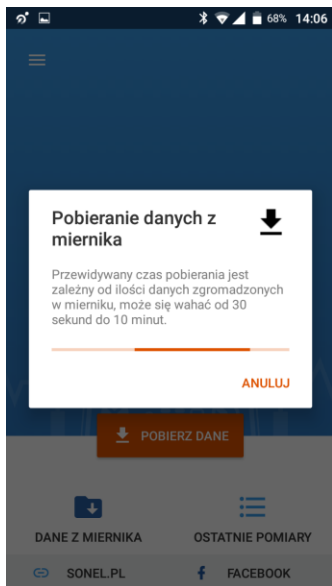 68% 14:06
Pobieranie danych z
miernika
Przewidywany czas pobierania jest
zależny od ilości danych zgromadzonych
w mierniku, może się wahać od 30
sekund do 10 minut.
ANULUJ
POBIERZ DANE
DANE Z MIERNIKA
OSTATNIE POMIARY
SONEL.PL
FACEBOOK